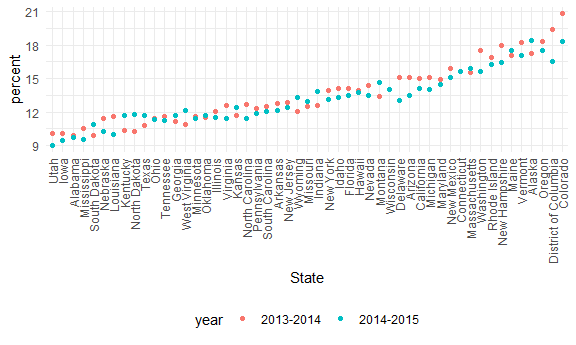 21
18
15
12
9
percent
Utah
Iowa
Alabama
Mississippi
South Dakota
Nebraska
Louisiana
Kentucky
North Dakota
Texas
Ohio
Tennessee
Georgia
West Virginia
Minnesota
Oklahoma
Illinois
Virginia
Kansas
North Carolina
Pennsylvania
South Carolina
Arkansas
New Jersey
Wyoming
Missouri
Indiana
New York
Idaho
Florida
Hawaii
Nevada
Montana
Wisconsin
Delaware
Arizona
California
Michigan
Maryland
New Mexico
Connecticut
Massachusetts
Washington
Rhode Island
New Hampshire
Maine
Vermont
Alaska
Oregon
District of Columbia
Colorado
State
year 2013-2014 2014-2015